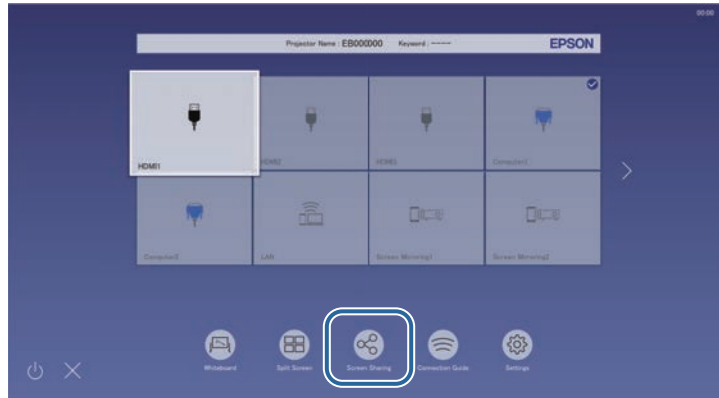 00:00
Projector Name : EB000000 Keyword : ------ EPSON
HDMI1
HDMI2
HDMI3
Computer1
Computer2
LAN
Screen Mirroring1
Screen Mirroring2
Whiteboard
Split Screen
Screen Sharing
Connection Guide
Settings